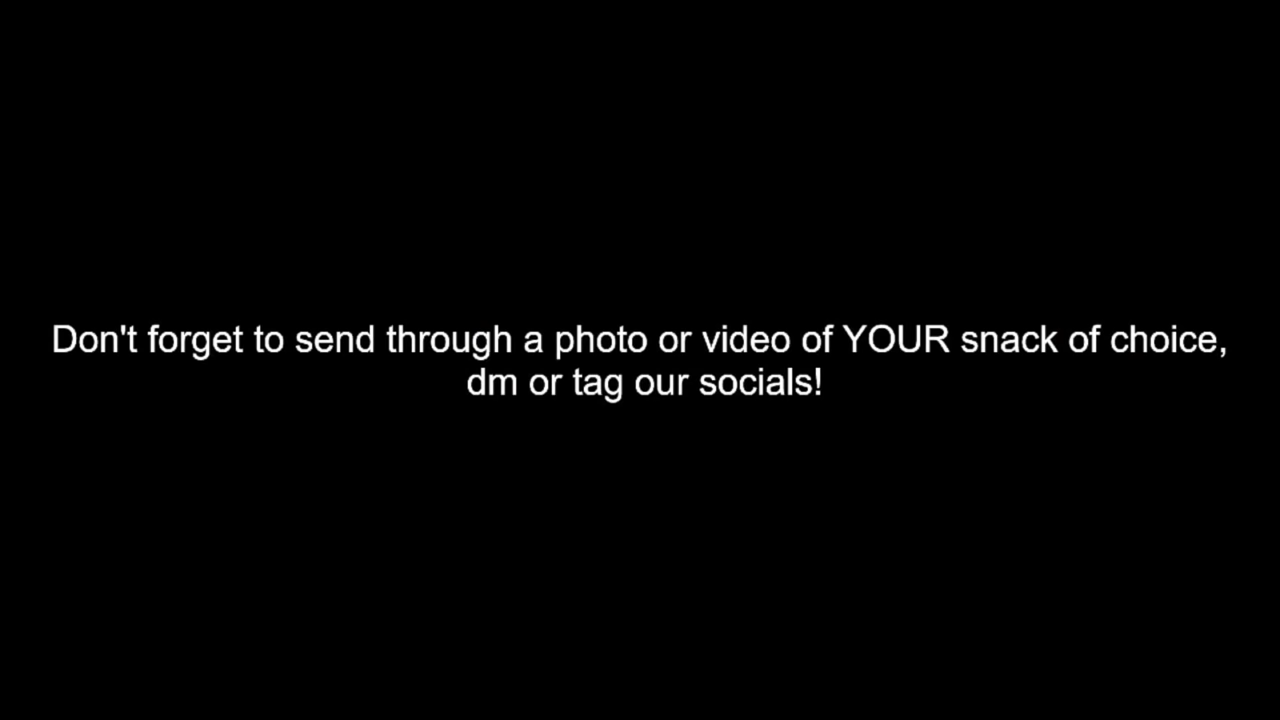 Don't forget to send through a photo or video of YOUR snack of choice,
dm or tag our socials!